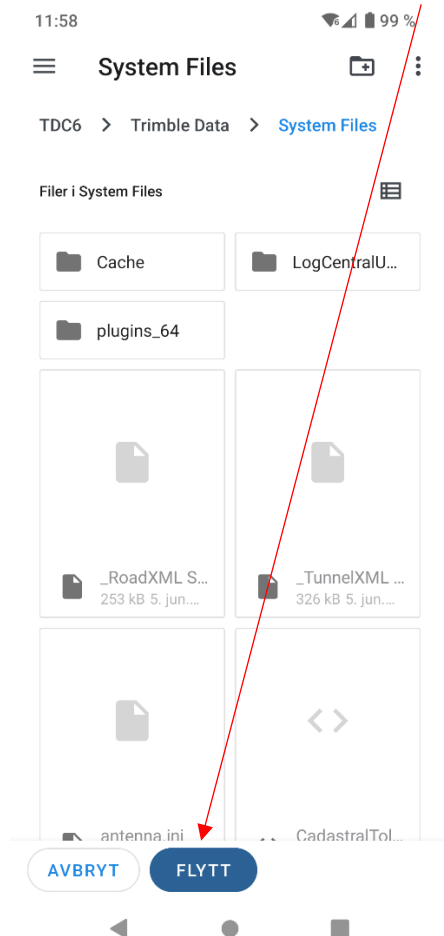 11:58 6 99 %
System Files
TDC6 > Trimble Data > System Files
Filer i System Files
Cache
LogCentralU...
plugins_64
_RoadXML S...
253 kB 5. jun....
_TunnelXML ...
326 kB 5. jun....
antenna.ini
CadastralTol...
AVBRYT
FLYTT